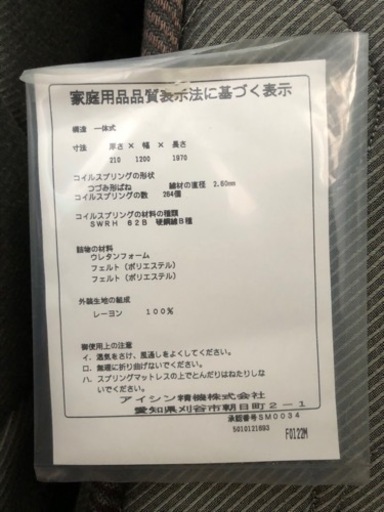 家庭用品品質表示法に基づく表示
構造 一体式
寸法 厚さ × 幅 × 長さ
210 1200 1970
コイルスプリングの形状
つづみ形ばね 線材の直径 2.60mm
コイルスプリングの数 264個
コイルスプリングの材料の種類
SWRH 62B 硬鋼線B種
詰物の材料
ウレタンフォーム
フェルト（ポリエステル）
フェルト（ポリエステル）
外装生地の組成
レーヨン 100%
御使用上の注意
イ．湿気をさけ、風通しをよくしてください。
ロ．無理に折り曲げないでください。
ハ．スプリングマットレスの上でとんだりはねたりしな
いでください。
アイシン精機株式会社
愛知県刈谷市朝日町2－1
承認番号SM0034
5010121693
F0122M